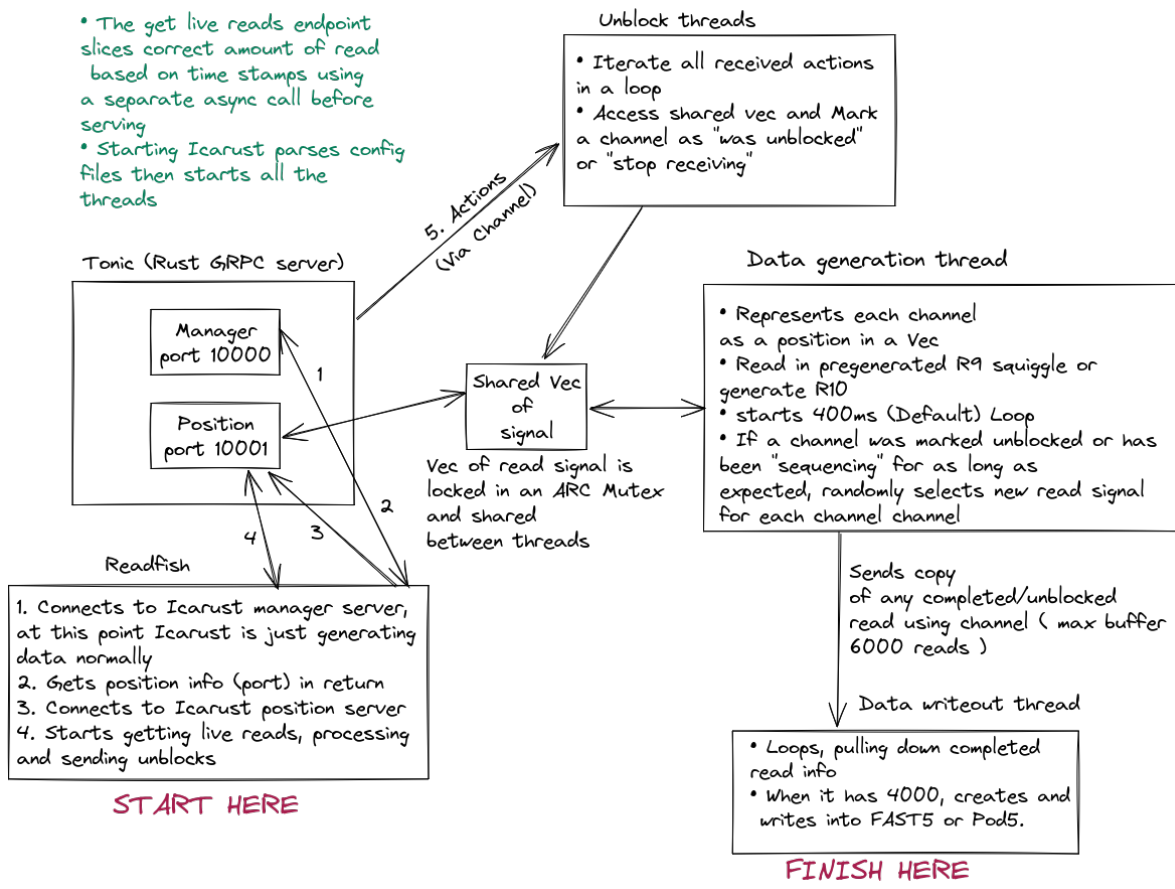 • The get live reads endpoint
slices correct amount of read
based on time stamps using
a separate async call before
serving
• Starting Icarust parses config
files then starts all the
threads
Unblock threads
• Iterate all received actions
in a loop
• Access shared vec and Mark
a channel as "was unblocked"
or "stop receiving"
5. Actions
(Via Channel)
Tonic (Rust GRPC server)
Manager
port 10000
Position
port 10001
1
2
3
4
Shared Vec
of
signal
Vec of read signal is
locked in an ARC Mutex
and shared
between threads
Data generation thread
• Represents each channel
as a position in a Vec
• Read in pregenerated R9 squiggle or
generate R10
• starts 400ms (Default) Loop
• If a channel was marked unblocked or has
been "sequencing" for as long as
expected, randomly selects new read signal
for each channel channel
Readfish
1. Connects to Icarust manager server,
at this point Icarust is just generating
data normally
2. Gets position info (port) in return
3. Connects to Icarust position server
4. Starts getting live reads, processing
and sending unblocks
START HERE
Sends copy
of any completed/unblocked
read using channel ( max buffer
6000 reads )
Data writeout thread
• Loops, pulling down completed
read info
• When it has 4000, creates and
writes into FAST5 or Pod5.
FINISH HERE